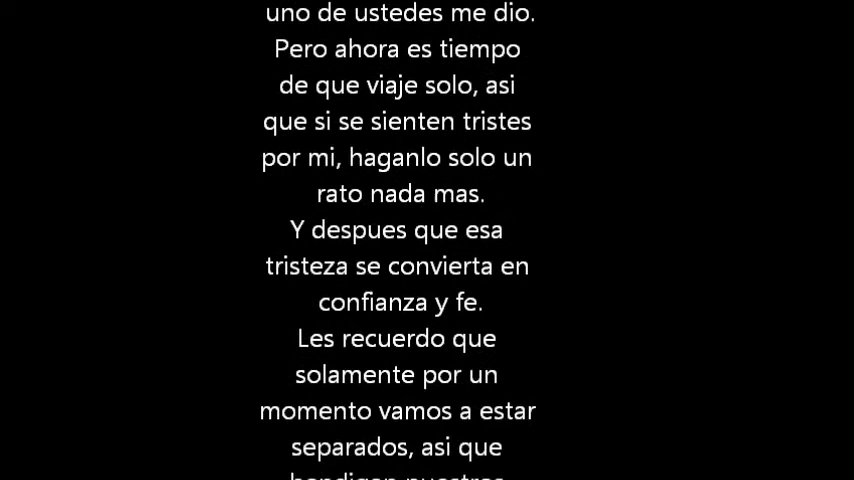 uno de ustedes me dio.
Pero ahora es tiempo
de que viaje solo, asi
que si se sienten tristes
por mi, haganlo solo un
rato nada mas.
Y despues que esa
tristeza se convierta en
confianza y fe.
Les recuerdo que
solamente por un
momento vamos a estar
separados, asi que